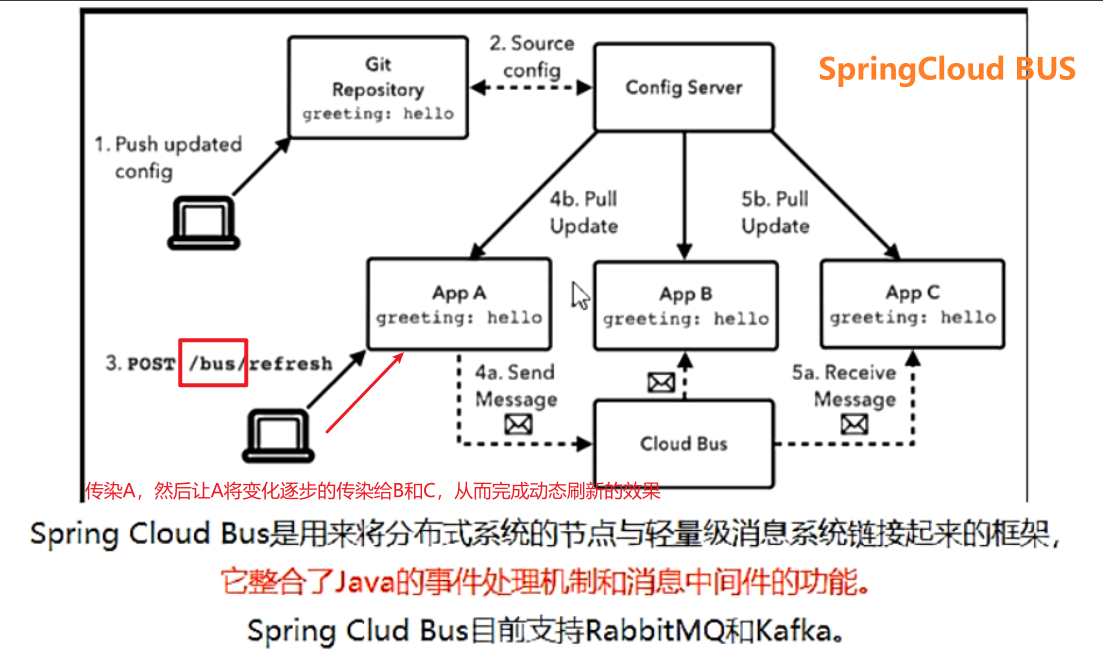 SpringCloud BUS
Git
Repository
greeting: hello
2. Source
config
Config Server
1. Push updated
config
4b. Pull
Update
5b. Pull
Update
App A
greeting: hello
App B
greeting: hello
App C
greeting: hello
3. POST /bus/refresh
4a. Send
Message
5a. Receive
Message
Cloud Bus
传染A，然后让A将变化逐步的传染给B和C，从而完成动态刷新的效果
Spring Cloud Bus是用来将分布式系统的节点与轻量级消息系统链接起来的框架，
它整合了Java的事件处理机制和消息中间件的功能。
Spring Clud Bus目前支持RabbitMQ和Kafka。